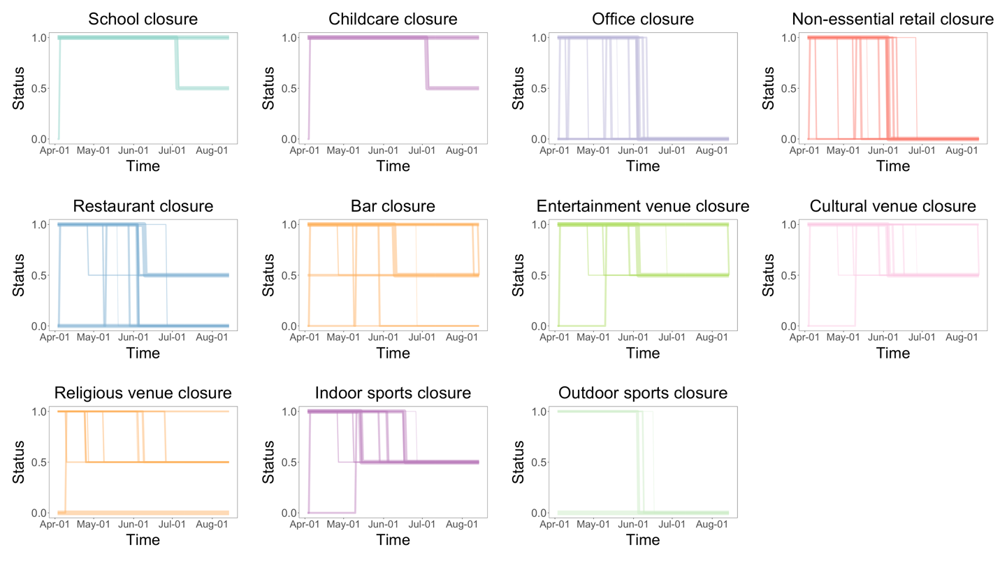 School closure
Childcare closure
Office closure
Non-essential retail closure
1.0
0.5
0.0
Status
Apr-01 May-01 Jun-01 Jul-01 Aug-01
Time
1.0
0.5
0.0
Status
Apr-01 May-01 Jun-01 Jul-01 Aug-01
Time
1.0
0.5
0.0
Status
Apr-01 May-01 Jun-01 Jul-01 Aug-01
Time
1.0
0.5
0.0
Status
Apr-01 May-01 Jun-01 Jul-01 Aug-01
Time
Restaurant closure
Bar closure
Entertainment venue closure
Cultural venue closure
1.0
0.5
0.0
Status
Apr-01 May-01 Jun-01 Jul-01 Aug-01
Time
1.0
0.5
0.0
Status
Apr-01 May-01 Jun-01 Jul-01 Aug-01
Time
1.0
0.5
0.0
Status
Apr-01 May-01 Jun-01 Jul-01 Aug-01
Time
1.0
0.5
0.0
Status
Apr-01 May-01 Jun-01 Jul-01 Aug-01
Time
Religious venue closure
Indoor sports closure
Outdoor sports closure
1.0
0.5
0.0
Status
Apr-01 May-01 Jun-01 Jul-01 Aug-01
Time
1.0
0.5
0.0
Status
Apr-01 May-01 Jun-01 Jul-01 Aug-01
Time
1.0
0.5
0.0
Status
Apr-01 May-01 Jun-01 Jul-01 Aug-01
Time